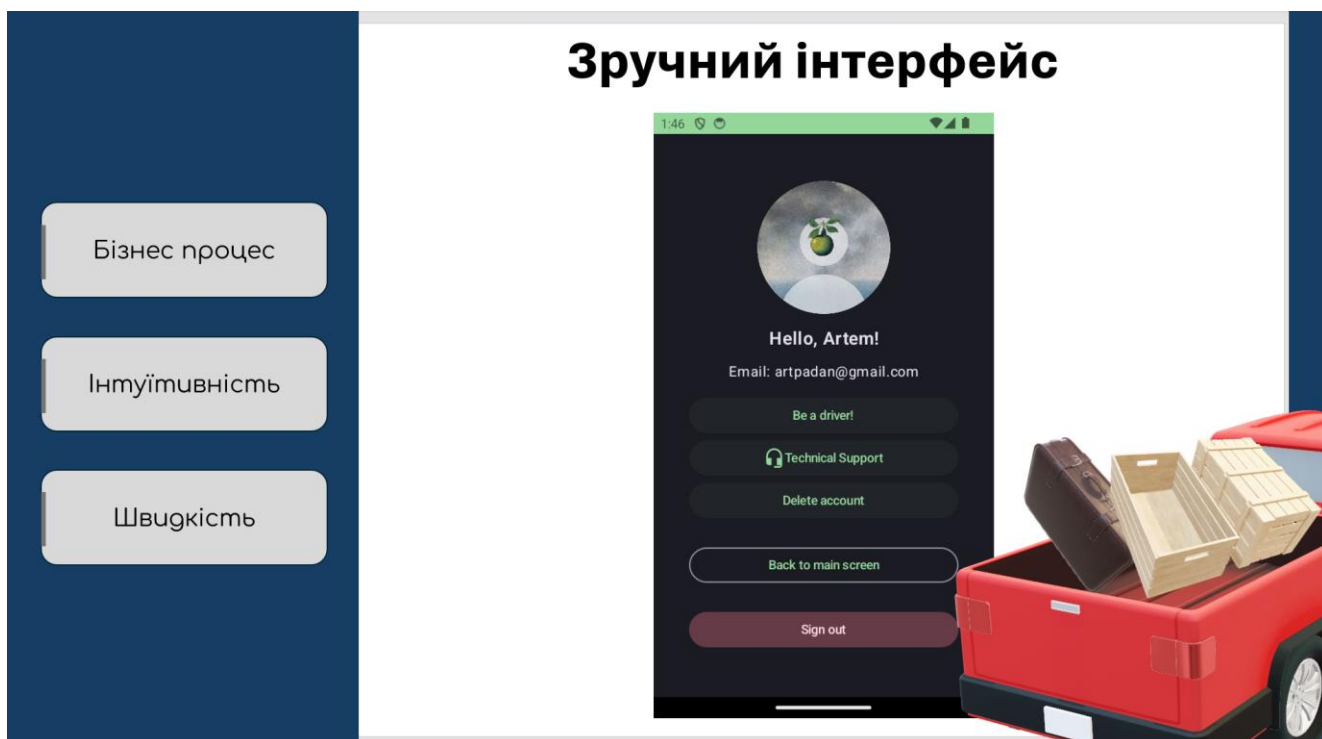 Зручний інтерфейс
Бізнес процес
Інтуїтивність
Швидкість
1:46
Hello, Artem!
Email: artpadan@gmail.com
Be a driver!
Technical Support
Delete account
Back to main screen
Sign out